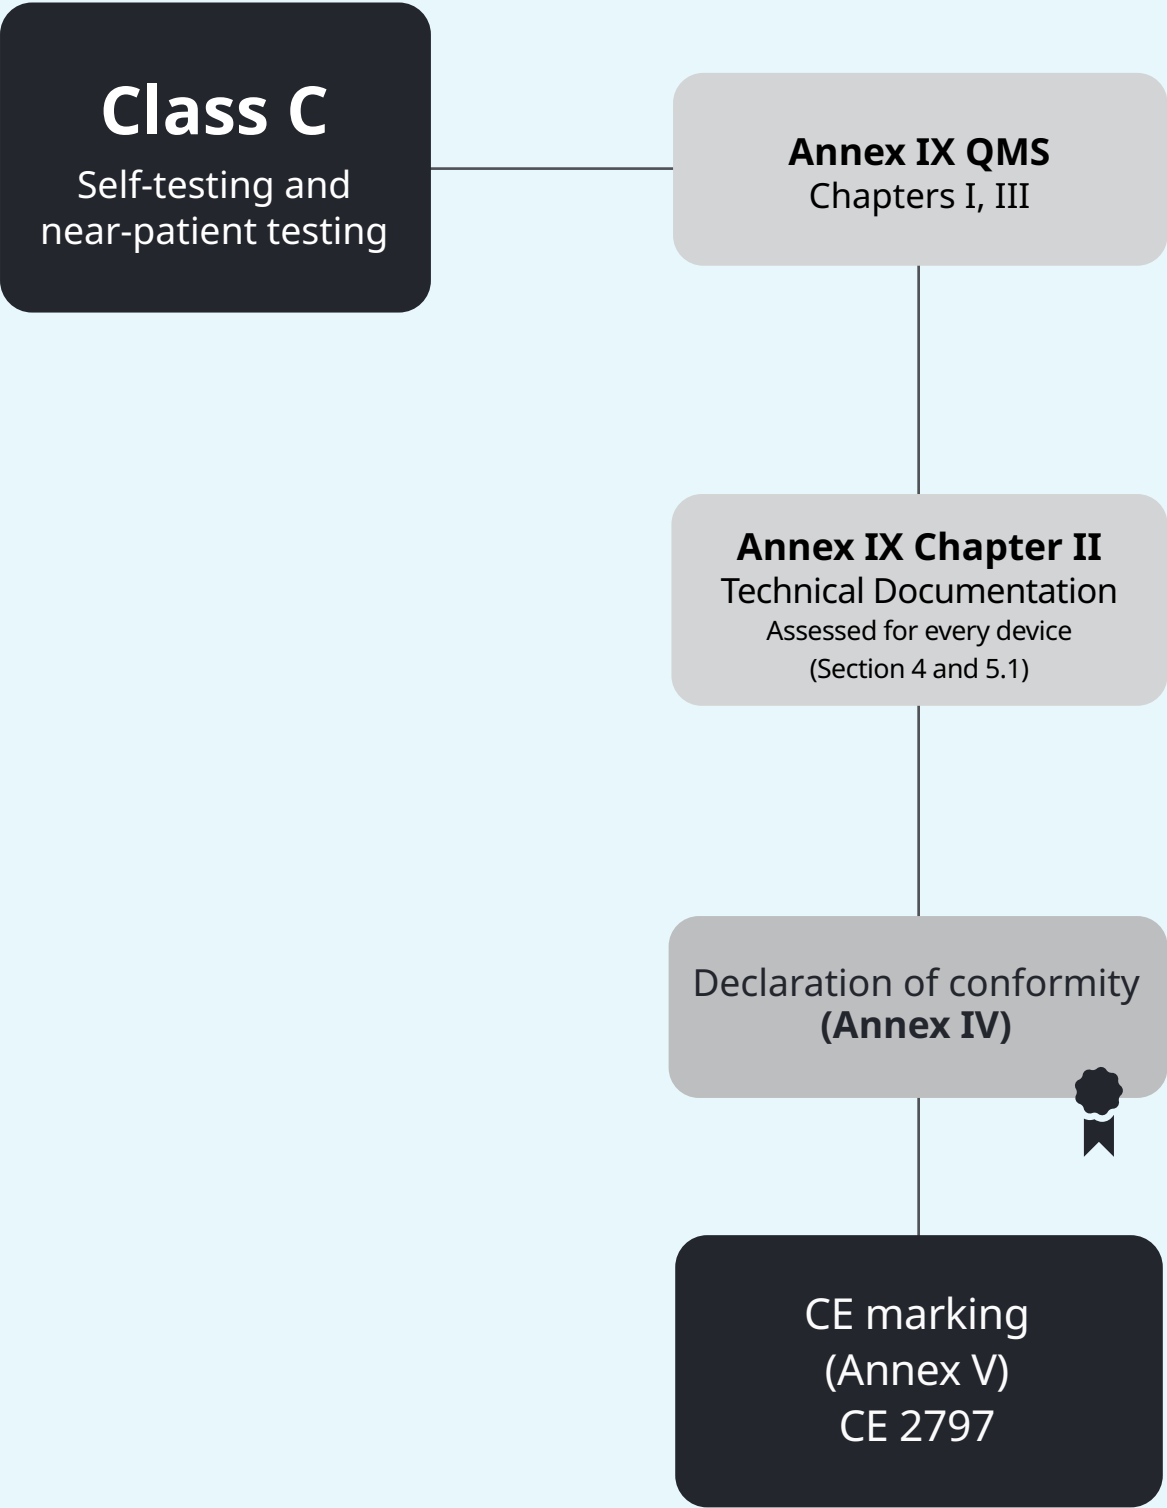 Class C
Self-testing and
near-patient testing
Annex IX QMS
Chapters I, III
Annex IX Chapter II
Technical Documentation
Assessed for every device
(Section 4 and 5.1)
Declaration of conformity
(Annex IV)
CE marking
(Annex V)
CE 2797